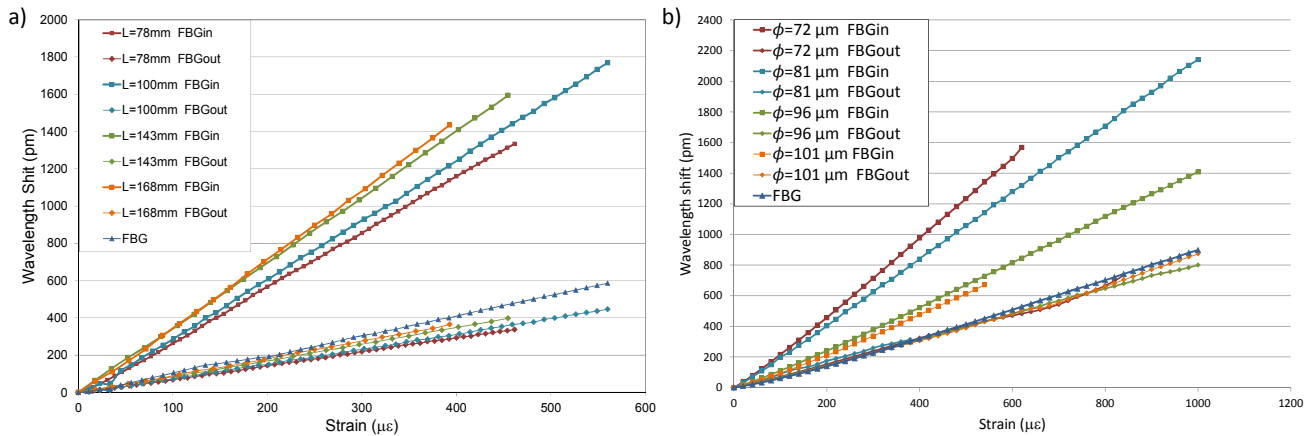 a)
Wavelength Shit (pm)
2000
1800
1600
1400
1200
1000
800
600
400
200
0
L=78mm FBGin
L=78mm FBGout
L=100mm FBGin
L=100mm FBGout
L=143mm FBGin
L=143mm FBGout
L=168mm FBGin
L=168mm FBGout
FBG
0 100 200 300 400 500 600
Strain (με)
b)
Wavelength shift (pm)
2400
2200
2000
1800
1600
1400
1200
1000
800
600
400
200
0
ϕ=72 μm FBGin
ϕ=72 μm FBGout
ϕ=81 μm FBGin
ϕ=81 μm FBGout
ϕ=96 μm FBGin
ϕ=96 μm FBGout
ϕ=101 μm FBGin
ϕ=101 μm FBGout
FBG
0 200 400 600 800 1000 1200
Strain (με)